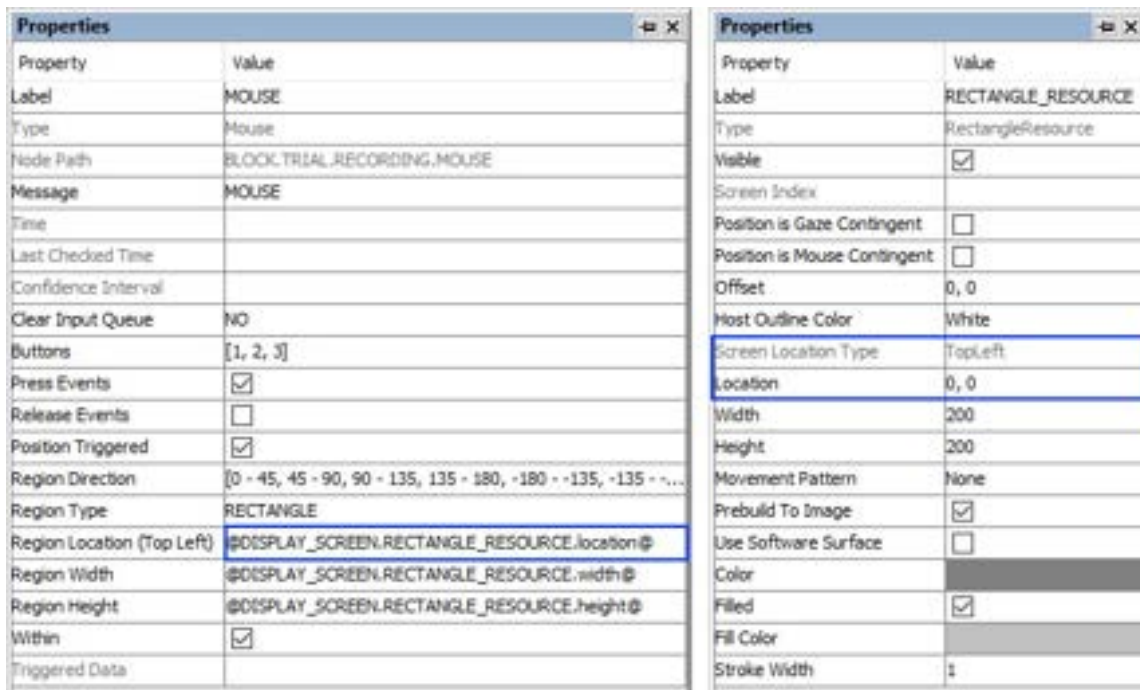 Properties
Property Value
Label MOUSE
Type Mouse
Node Path BLOCK.TRIAL.RECORDING.MOUSE
Message MOUSE
Time
Last Checked Time
Confidence Interval
Clear Input Queue NO
Buttons [1, 2, 3]
Press Events
Release Events
Position Triggered
Region Direction [0 - 45, 45 - 90, 90 - 135, 135 - 180, -180 - -135, -135 - -...
Region Type RECTANGLE
Region Location (Top Left) @DISPLAY_SCREEN.RECTANGLE_RESOURCE.location@
Region Width @DISPLAY_SCREEN.RECTANGLE_RESOURCE.width@
Region Height @DISPLAY_SCREEN.RECTANGLE_RESOURCE.height@
Within
Triggered Data
Properties
Property Value
Label RECTANGLE_RESOURCE
Type RectangleResource
Visible
Screen Index
Position is Gaze Contingent
Position is Mouse Contingent
Offset 0, 0
Host Outline Color White
Screen Location Type TopLeft
Location 0, 0
Width 200
Height 200
Movement Pattern None
Prebuild To Image
Use Software Surface
Color
Filled
Fill Color
Stroke Width 1